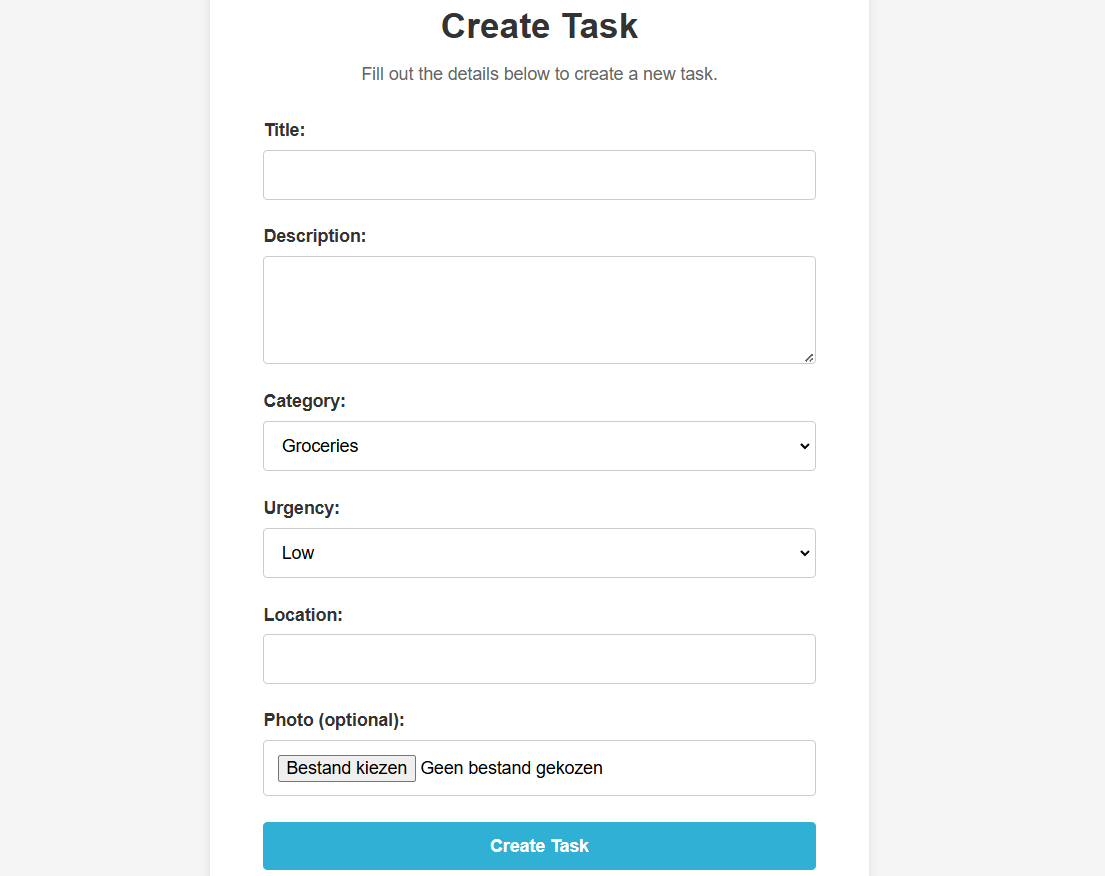 Create Task
Fill out the details below to create a new task.
Title:
Description:
Category:
Groceries
Urgency:
Low
Location:
Photo (optional):
Bestand kiezen Geen bestand gekozen
Create Task